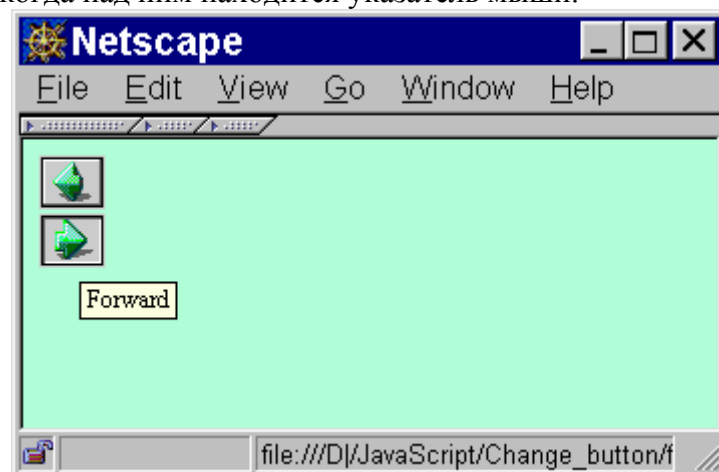 когда над ним находится указатель мыши.
Netscape
File Edit View Go Window Help
Forward
file:///D|/JavaScript/Change_button/f